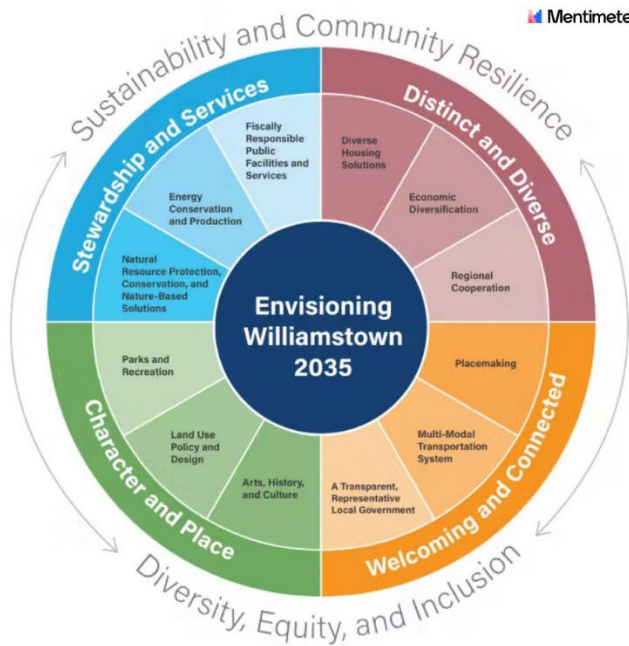 Mentimete
Sustainability and Community Resilience
Stewardship and Services
Distinct and Diverse
Fiscally
Responsible
Public
Facilities and
Services
Diverse
Housing
Solutions
Energy
Conservation
and Production
Economic
Diversification
Natural
Resource Protection,
Conservation, and
Nature-Based
Solutions
Regional
Cooperation
Envisioning
Williamstown
2035
Parks and
Recreation
Placemaking
Land Use
Policy and
Design
Multi-Modal
Transportation
System
Arts, History,
and Culture
A Transparent,
Representative
Local Government
Character and Place
Welcoming and Connected
Diversity, Equity, and Inclusion